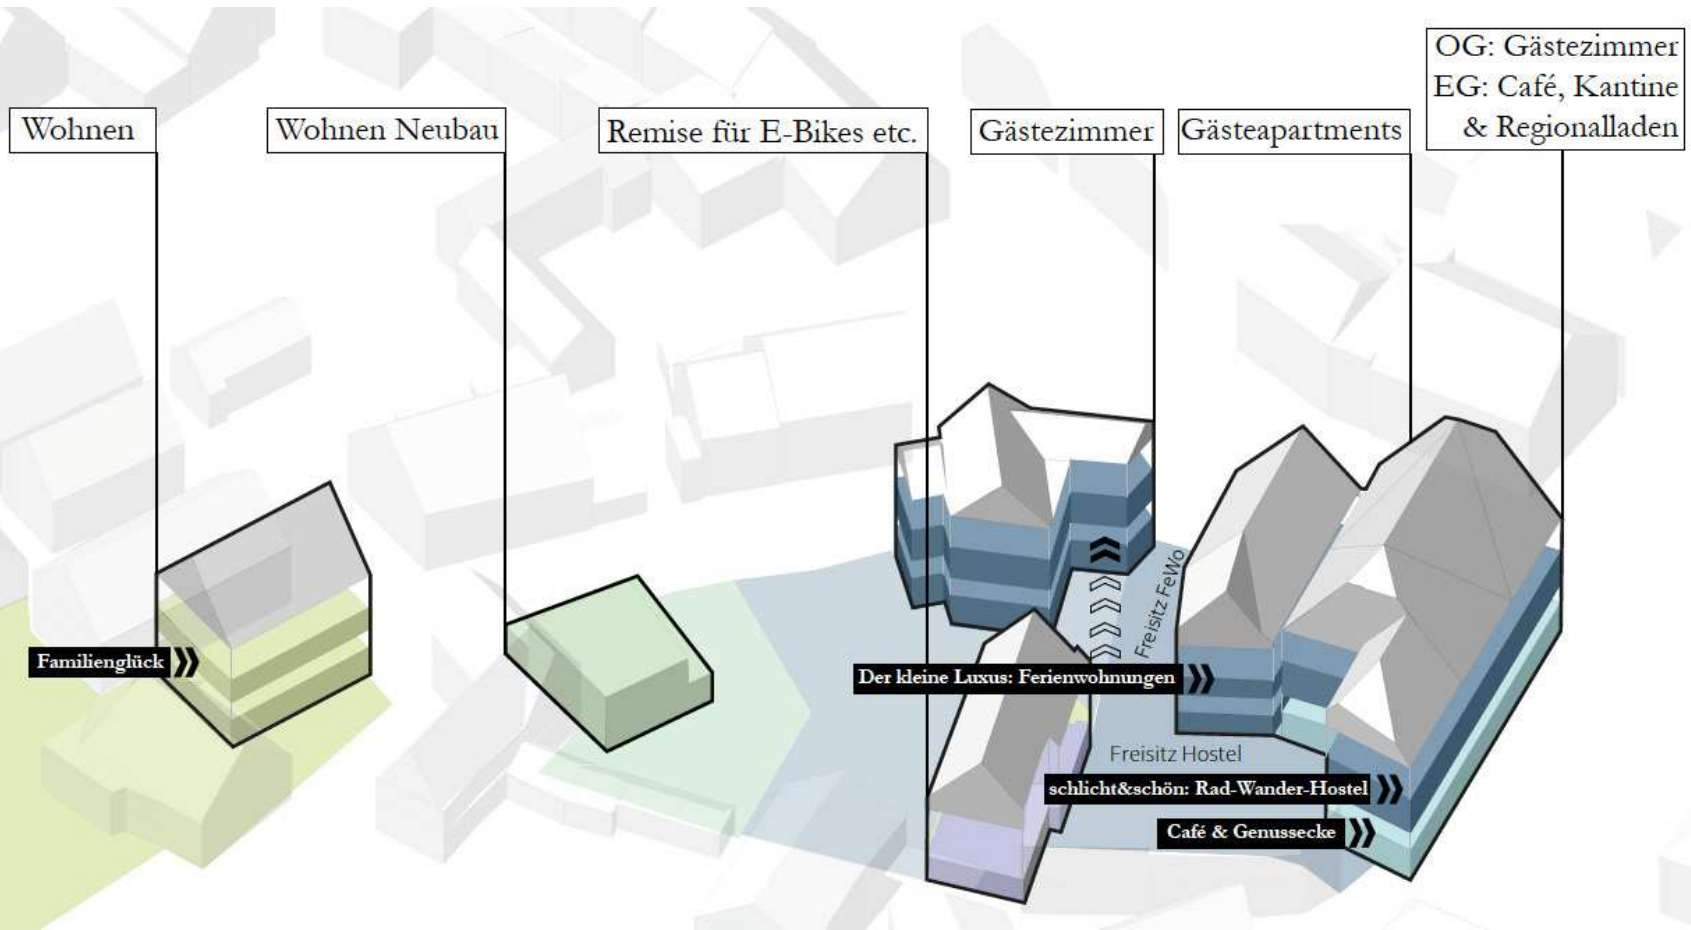 OG: Gästezimmer
EG: Café, Kantine
& Regionalladen
Wohnen
Wohnen Neubau
Remise für E-Bikes etc.
Gästezimmer
Gästeapartments
Freisitz FeWo
Familienglück
Der kleine Luxus: Ferienwohnungen
Freisitz Hostel
schlicht&schön: Rad-Wander-Hostel
Café & Genussecke